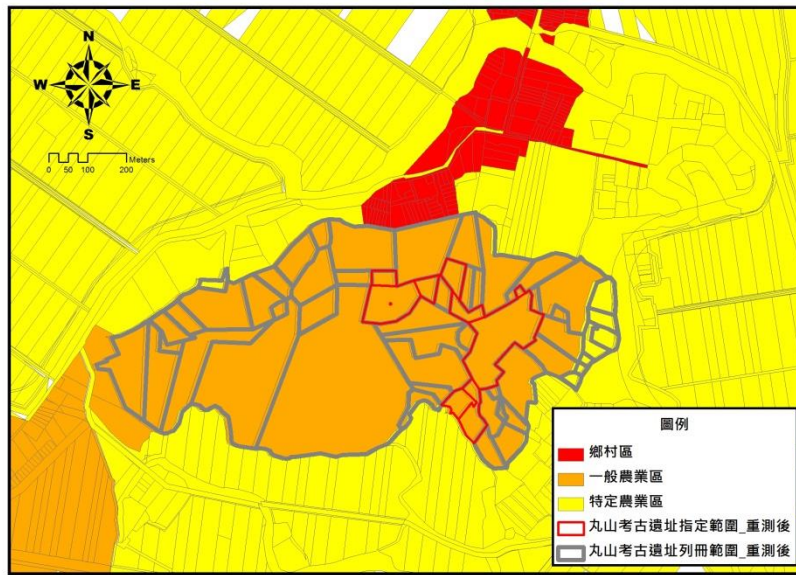 N
W E
S
Meters
0 50 100 200
圖例
鄉村區
一般農業區
特定農業區
丸山考古遺址指定範圍_重測後
丸山考古遺址列冊範圍_重測後